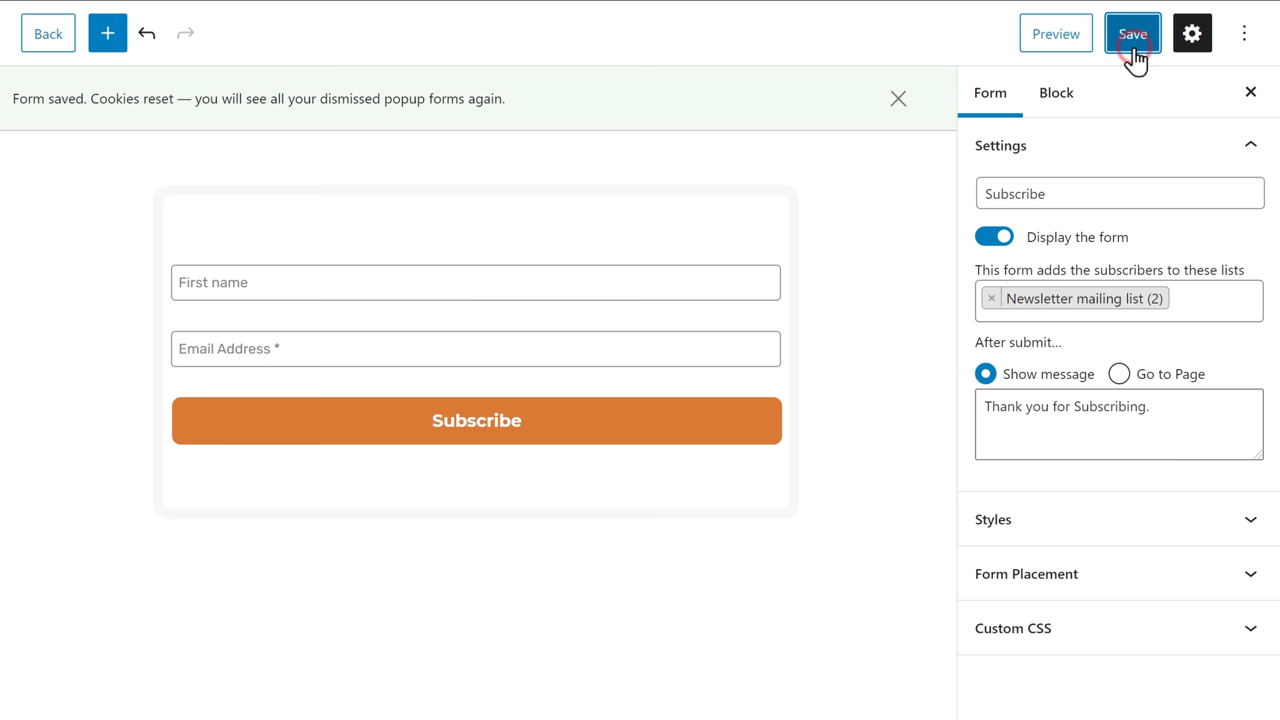 Back
Preview
Save
Form saved. Cookies reset — you will see all your dismissed popup forms again.
Form
Block
Settings
Subscribe
Display the form
This form adds the subscribers to these lists
× Newsletter mailing list (2)
After submit...
Show message
Go to Page
Thank you for Subscribing.
First name
Email Address *
Subscribe
Styles
Form Placement
Custom CSS